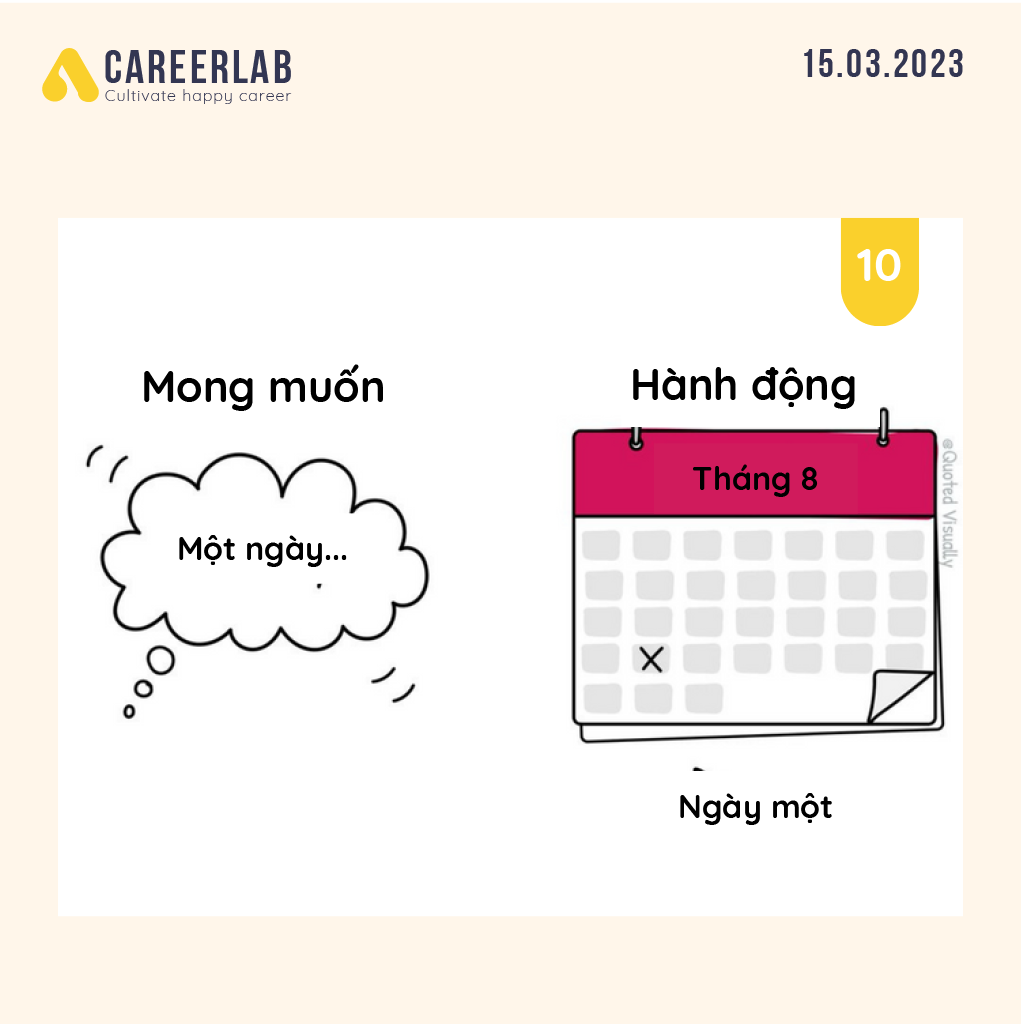 CAREERLAB
Cultivate happy career
15.03.2023
10
Mong muốn
Một ngày...
Hành động
Tháng 8
@Quoted Visually
Ngày một